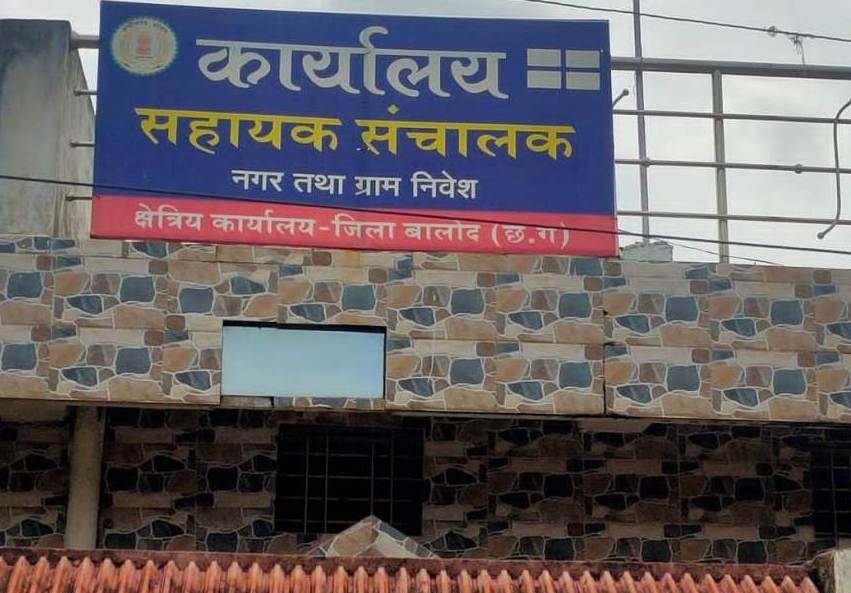 कार्यालय
सहायक संचालक
नगर तथा ग्राम निवेश
क्षेत्रिय कार्यालय-जिला बालोद (छ.ग)